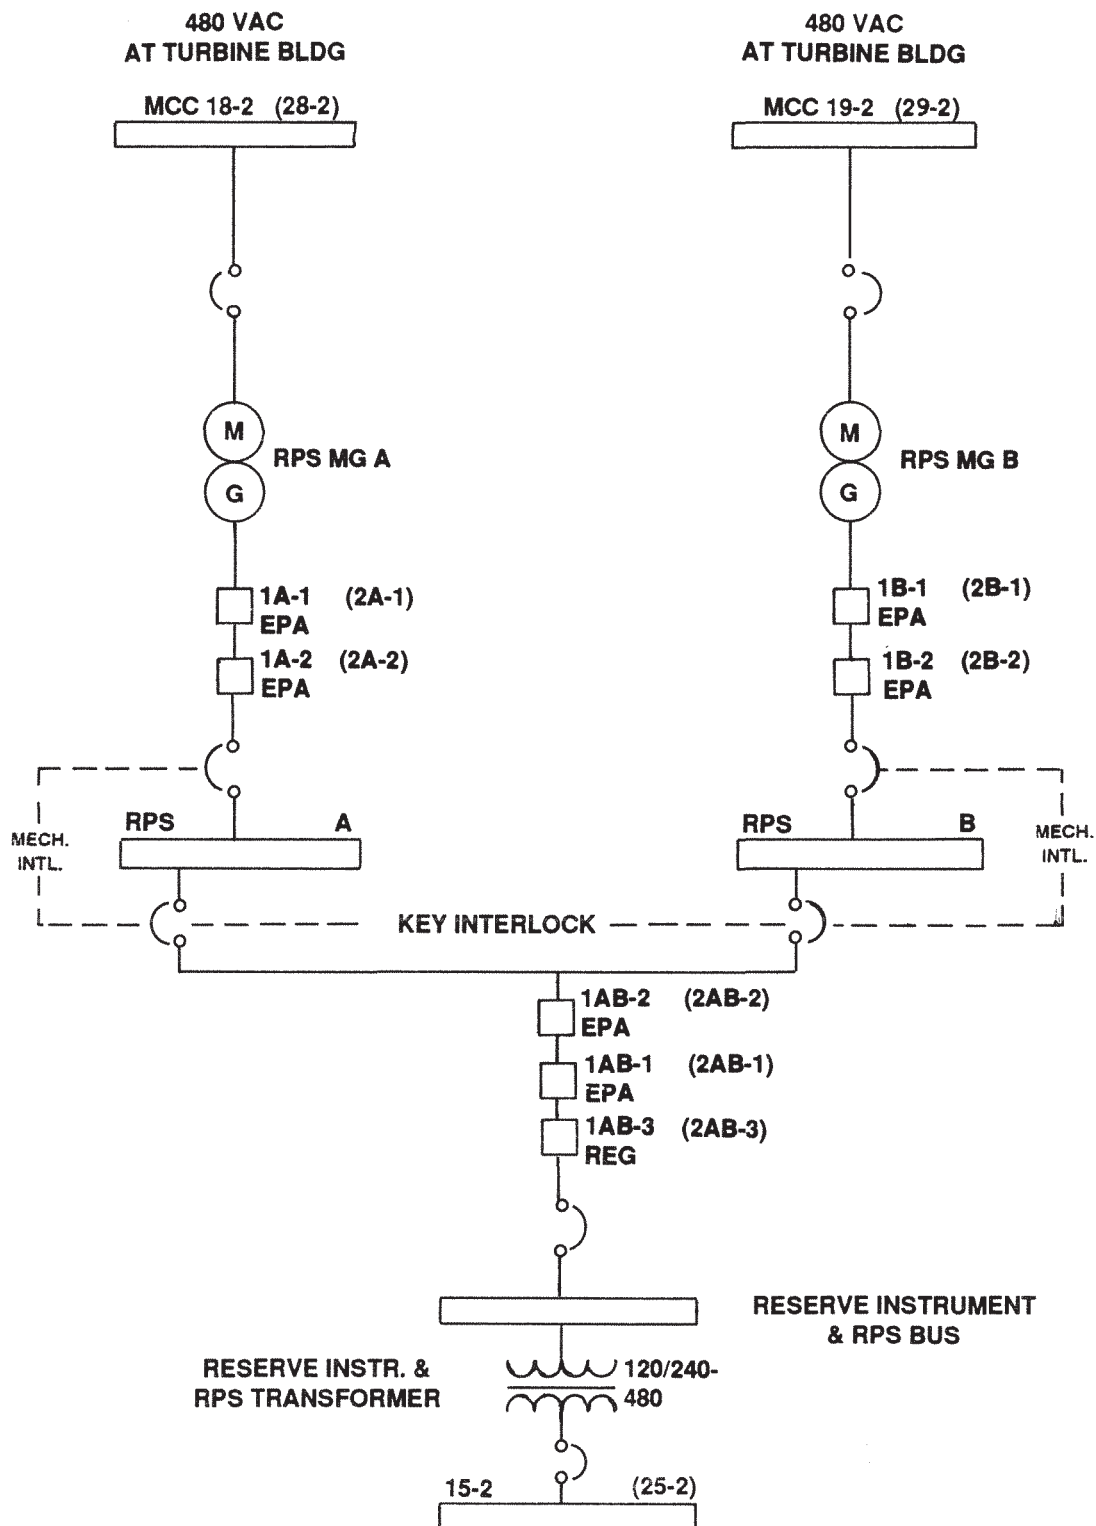 480 VAC
AT TURBINE BLDG
MCC 18-2 (28-2)
480 VAC
AT TURBINE BLDG
MCC 19-2 (29-2)
M
G
RPS MG A
M
G
RPS MG B
1A-1 (2A-1)
EPA
1A-2 (2A-2)
EPA
1B-1 (2B-1)
EPA
1B-2 (2B-2)
EPA
MECH.
INTL.
RPS A
RPS B
MECH.
INTL.
KEY INTERLOCK
1AB-2 (2AB-2)
EPA
1AB-1 (2AB-1)
EPA
1AB-3 (2AB-3)
REG
RESERVE INSTRUMENT
& RPS BUS
RESERVE INSTR. &
RPS TRANSFORMER
120/240-
480
15-2 (25-2)